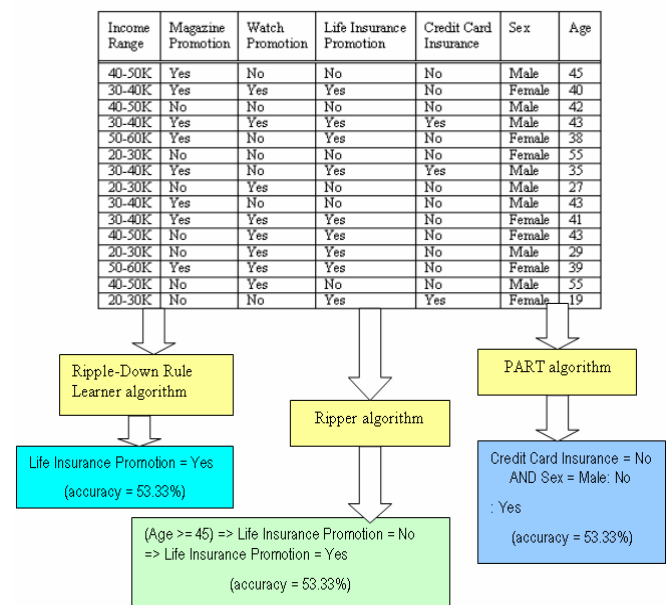 Income Range Magazine Promotion Watch Promotion Life Insurance Promotion Credit Card Insurance Sex Age
40-50K Yes No No No Male 45
30-40K Yes Yes Yes No Female 40
40-50K No No No No Male 42
30-40K Yes Yes Yes Yes Male 43
50-60K Yes No Yes No Female 38
20-30K No No No No Female 55
30-40K Yes No Yes Yes Male 35
20-30K No Yes No No Male 27
30-40K Yes No No No Male 43
30-40K Yes Yes Yes No Female 41
40-50K No Yes Yes No Female 43
20-30K No Yes Yes No Male 29
50-60K Yes Yes Yes No Female 39
40-50K No Yes No No Male 55
20-30K No No Yes Yes Female 19
Ripple-Down Rule
Learner algorithm
Ripper algorithm
PART algorithm
Life Insurance Promotion = Yes
(accuracy = 53.33%)
(Age >= 45) => Life Insurance Promotion = No
=> Life Insurance Promotion = Yes
(accuracy = 53.33%)
Credit Card Insurance = No
AND Sex = Male: No
: Yes
(accuracy = 53.33%)